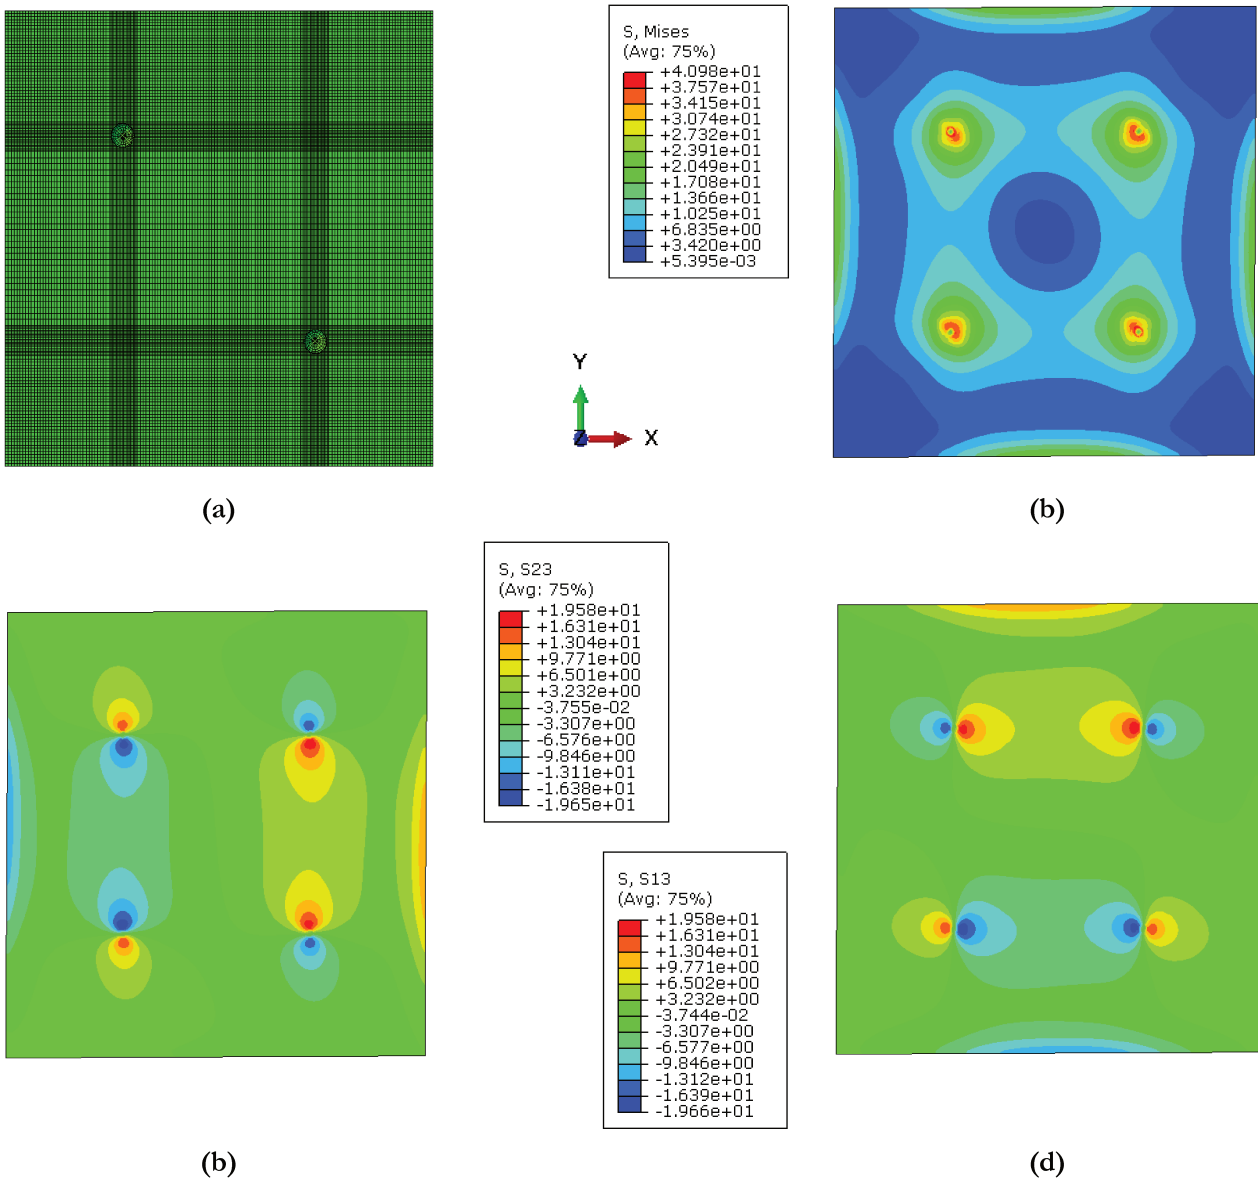 S, Mises
(Avg: 75%)
+4.098e+01
+3.757e+01
+3.415e+01
+3.074e+01
+2.732e+01
+2.391e+01
+2.049e+01
+1.708e+01
+1.366e+01
+1.025e+01
+6.835e+00
+3.420e+00
+5.395e-03
Y
Z
X
(a)
(b)
S, S23
(Avg: 75%)
+1.958e+01
+1.631e+01
+1.304e+01
+9.771e+00
+6.501e+00
+3.232e+00
-3.755e-02
-3.307e+00
-6.576e+00
-9.846e+00
-1.311e+01
-1.638e+01
-1.965e+01
S, S13
(Avg: 75%)
+1.958e+01
+1.631e+01
+1.304e+01
+9.771e+00
+6.502e+00
+3.232e+00
-3.744e-02
-3.307e+00
-6.577e+00
-9.846e+00
-1.312e+01
-1.639e+01
-1.966e+01
(b)
(d)